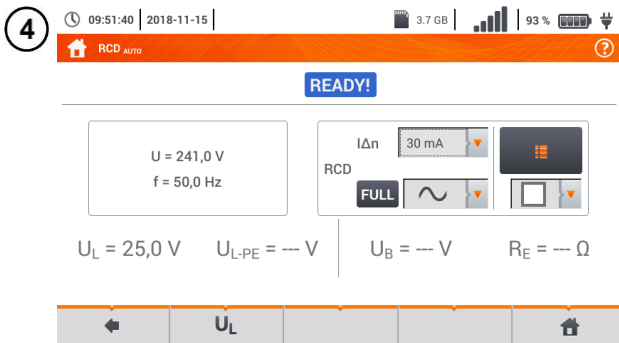 4
09:51:40 2018-11-15 3.7 GB 93 %
RCD AUTO ?
READY!
U = 241,0 V
f = 50,0 Hz
IΔn 30 mA
RCD
FULL
UL = 25,0 V UL-PE = --- V UB = --- V RE = --- Ω
UL